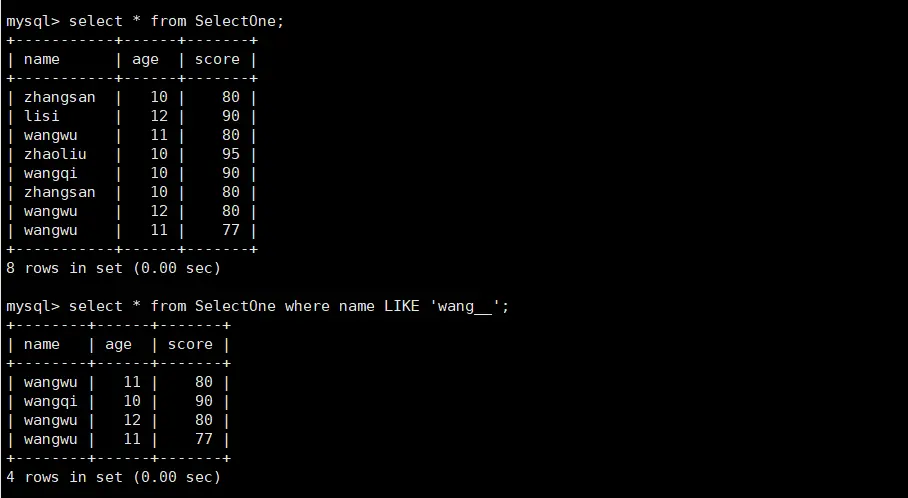 mysql> select * from SelectOne;
+-----------+------+-------+
| name      | age  | score |
+-----------+------+-------+
| zhangsan  |   10 |    80 |
| lisi      |   12 |    90 |
| wangwu    |   11 |    80 |
| zhaoliu   |   10 |    95 |
| wangqi    |   10 |    90 |
| zhangsan  |   10 |    80 |
| wangwu    |   12 |    80 |
| wangwu    |   11 |    77 |
+-----------+------+-------+
8 rows in set (0.00 sec)
mysql> select * from SelectOne where name LIKE 'wang__';
+--------+------+-------+
| name   | age  | score |
+--------+------+-------+
| wangwu |   11 |    80 |
| wangqi |   10 |    90 |
| wangwu |   12 |    80 |
| wangwu |   11 |    77 |
+--------+------+-------+
4 rows in set (0.00 sec)